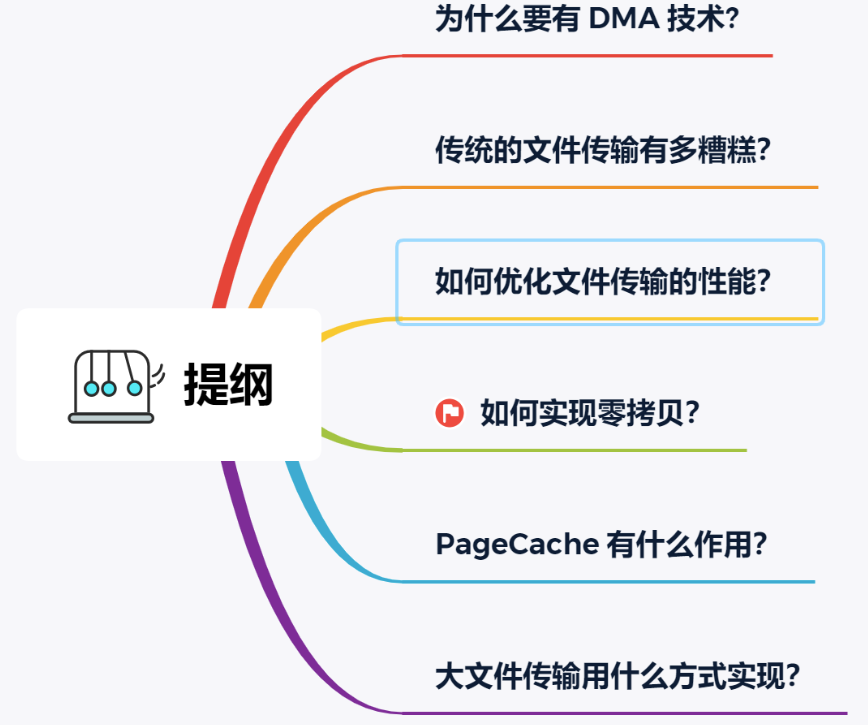 为什么要有 DMA 技术？
传统的文件传输有多糟糕？
如何优化文件传输的性能？
提纲
如何实现零拷贝？
PageCache 有什么作用？
大文件传输用什么方式实现？